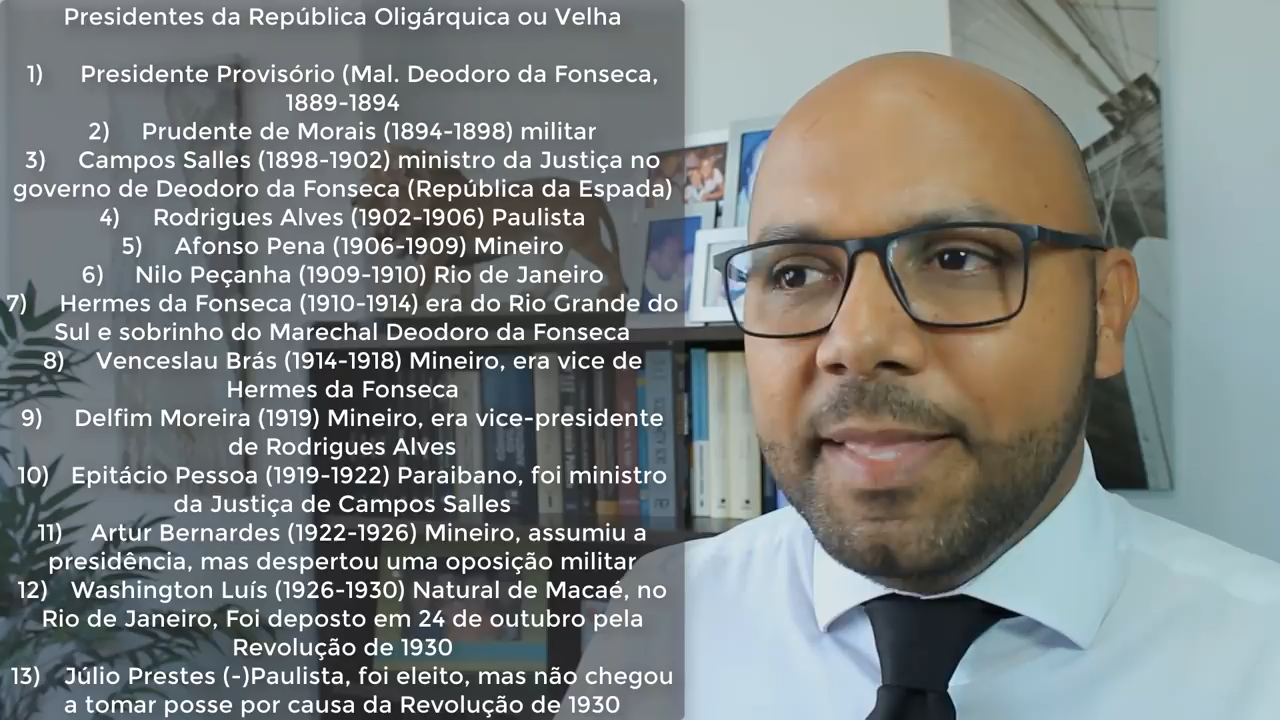 Presidentes da República Oligárquica ou Velha
1) Presidente Provisório (Mal. Deodoro da Fonseca,
1889-1894
2) Prudente de Morais (1894-1898) militar
3) Campos Salles (1898-1902) ministro da Justiça no
governo de Deodoro da Fonseca (República da Espada)
4) Rodrigues Alves (1902-1906) Paulista
5) Afonso Pena (1906-1909) Mineiro
6) Nilo Peçanha (1909-1910) Rio de Janeiro
7) Hermes da Fonseca (1910-1914) era do Rio Grande do
Sul e sobrinho do Marechal Deodoro da Fonseca
8) Venceslau Brás (1914-1918) Mineiro, era vice de
Hermes da Fonseca
9) Delfim Moreira (1919) Mineiro, era vice-presidente
de Rodrigues Alves
10) Epitácio Pessoa (1919-1922) Paraibano, foi ministro
da Justiça de Campos Salles
11) Artur Bernardes (1922-1926) Mineiro, assumiu a
presidência, mas despertou uma oposição militar
12) Washington Luís (1926-1930) Natural de Macaé, no
Rio de Janeiro, Foi deposto em 24 de outubro pela
Revolução de 1930
13) Júlio Prestes (-)Paulista, foi eleito, mas não chegou
a tomar posse por causa da Revolução de 1930